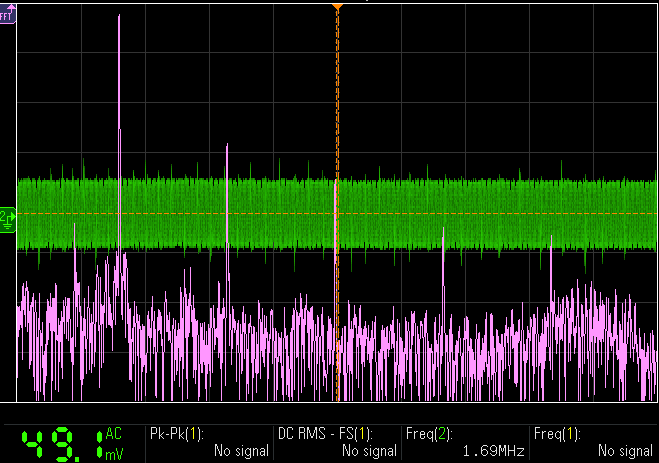 FFT
2
49.1 AC mV
Pk-Pk(1):
No signal
DC RMS - FS(1):
No signal
Freq(2):
1.69MHz
Freq(1):
No signal